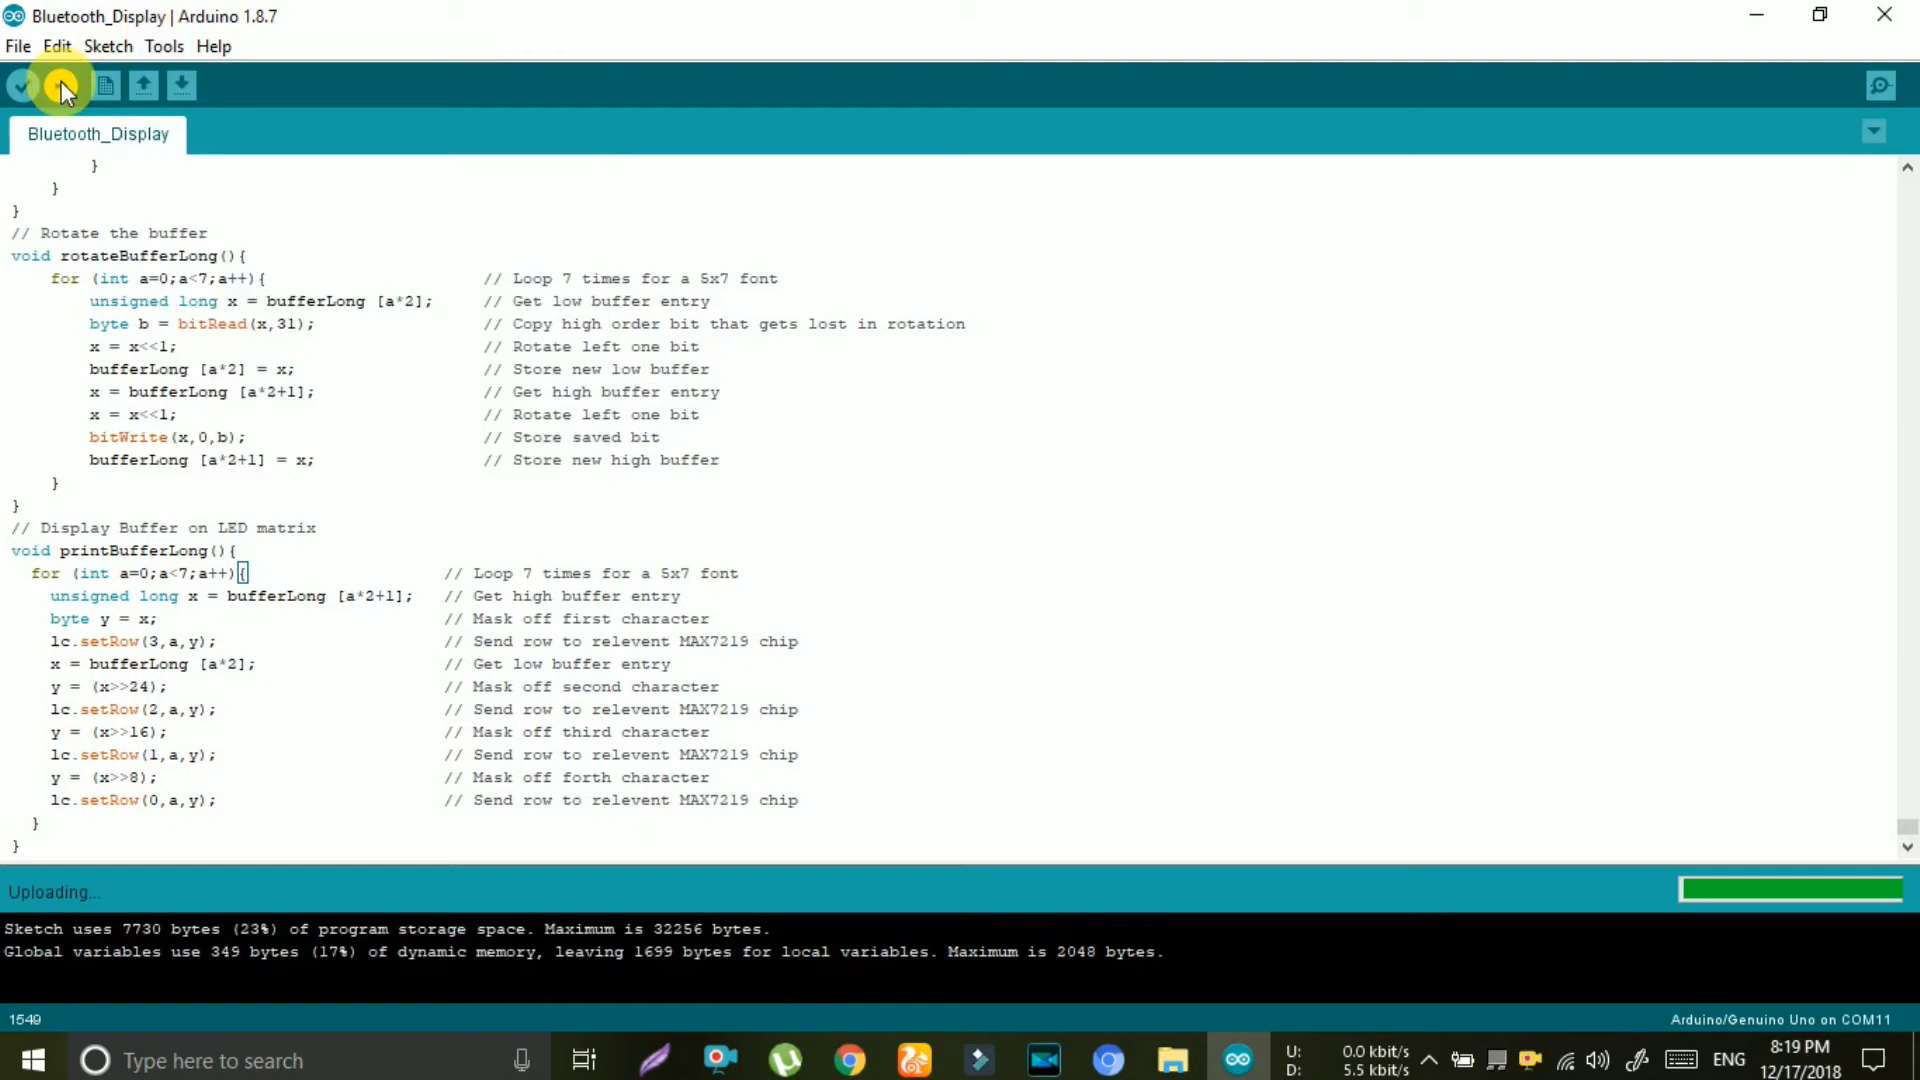 Bluetooth_Display | Arduino 1.8.7
File Edit Sketch Tools Help
Bluetooth_Display
}
}
}
// Rotate the buffer
void rotateBufferLong(){
for (int a=0;a<7;a++){ // Loop 7 times for a 5x7 font
unsigned long x = bufferLong [a*2]; // Get low buffer entry
byte b = bitRead(x,31); // Copy high order bit that gets lost in rotation
x = x<<1; // Rotate left one bit
bufferLong [a*2] = x; // Store new low buffer
x = bufferLong [a*2+1]; // Get high buffer entry
x = x<<1; // Rotate left one bit
bitWrite(x,0,b); // Store saved bit
bufferLong [a*2+1] = x; // Store new high buffer
}
}
// Display Buffer on LED matrix
void printBufferLong(){
for (int a=0;a<7;a++){ // Loop 7 times for a 5x7 font
unsigned long x = bufferLong [a*2+1]; // Get high buffer entry
byte y = x; // Mask off first character
lc.setRow(3,a,y); // Send row to relevent MAX7219 chip
x = bufferLong [a*2]; // Get low buffer entry
y = (x>>24); // Mask off second character
lc.setRow(2,a,y); // Send row to relevent MAX7219 chip
y = (x>>16); // Mask off third character
lc.setRow(1,a,y); // Send row to relevent MAX7219 chip
y = (x>>8); // Mask off forth character
lc.setRow(0,a,y); // Send row to relevent MAX7219 chip
}
}
Uploading...
Sketch uses 7730 bytes (23%) of program storage space. Maximum is 32256 bytes.
Global variables use 349 bytes (17%) of dynamic memory, leaving 1699 bytes for local variables. Maximum is 2048 bytes.
1549 Arduino/Genuino Uno on COM11
Type here to search
U: 0.0 kbit/s
D: 5.5 kbit/s
ENG
8:19 PM
12/17/2018